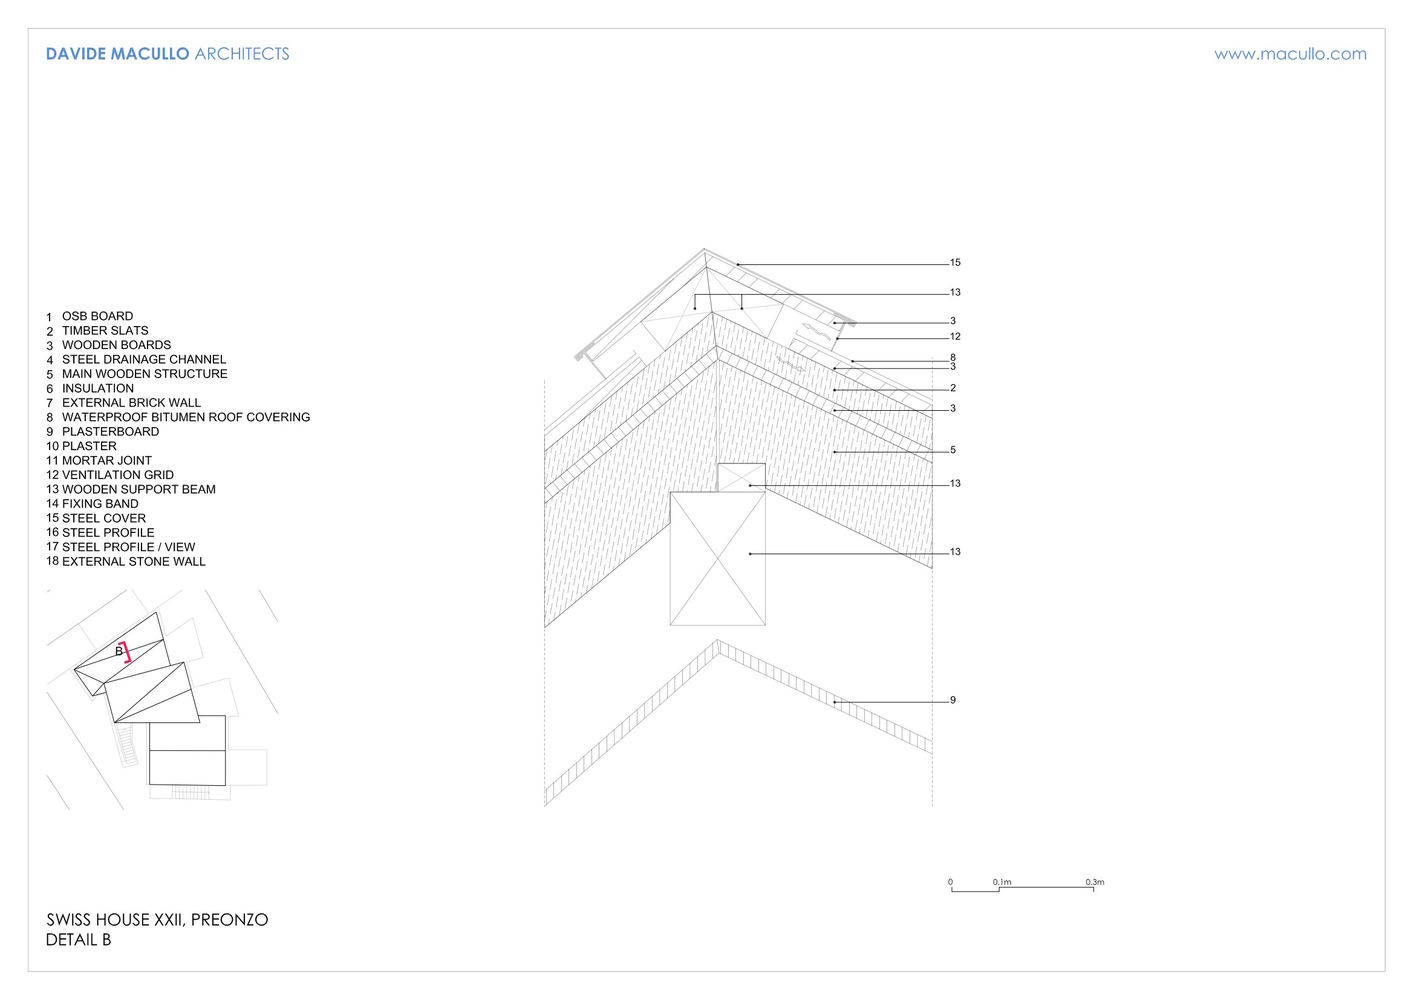 DAVIDE MACULLO ARCHITECTS
www.macullo.com
15
13
3
12
8
3
2
3
5
13
13
9
1 OSB BOARD
2 TIMBER SLATS
3 WOODEN BOARDS
4 STEEL DRAINAGE CHANNEL
5 MAIN WOODEN STRUCTURE
6 INSULATION
7 EXTERNAL BRICK WALL
8 WATERPROOF BITUMEN ROOF COVERING
9 PLASTERBOARD
10 PLASTER
11 MORTAR JOINT
12 VENTILATION GRID
13 WOODEN SUPPORT BEAM
14 FIXING BAND
15 STEEL COVER
16 STEEL PROFILE
17 STEEL PROFILE / VIEW
18 EXTERNAL STONE WALL
B
0 0.1m 0.3m
SWISS HOUSE XXII, PREONZO
DETAIL B